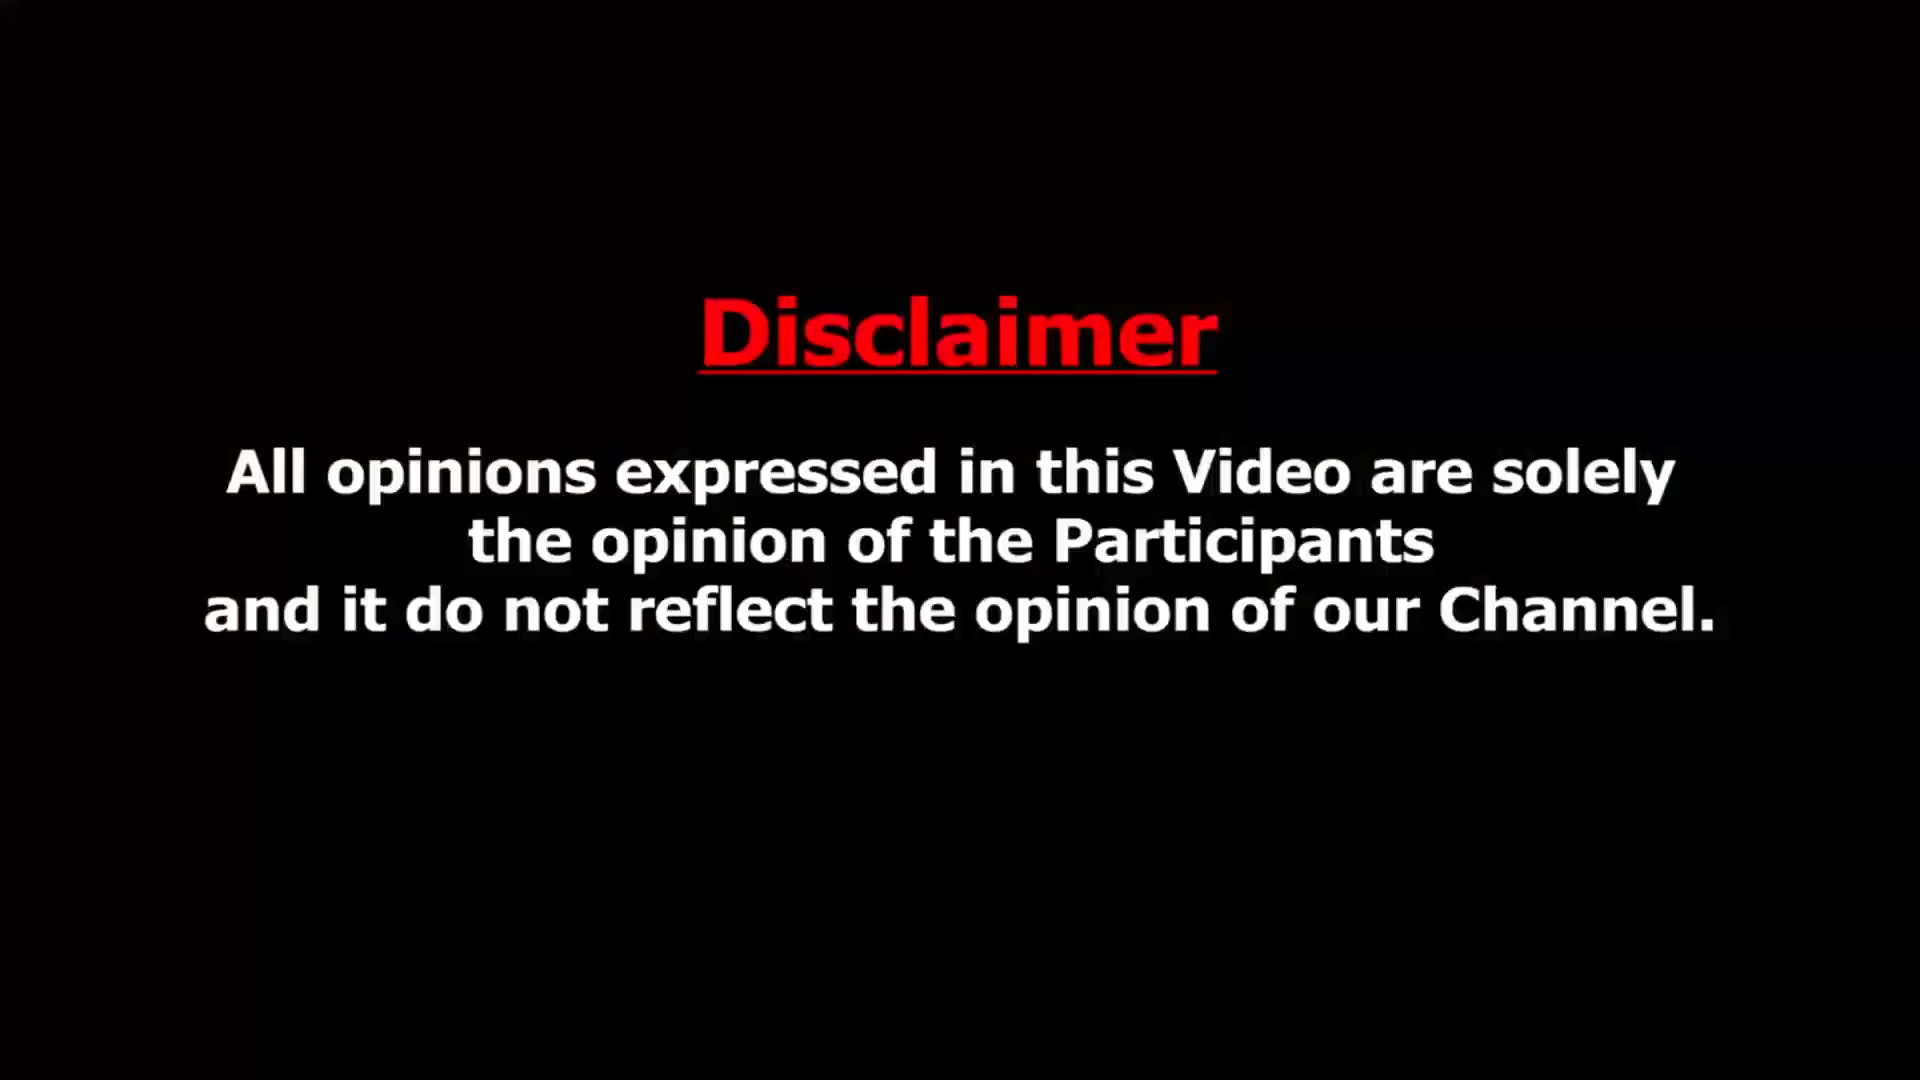 Disclaimer
All opinions expressed in this Video are solely
the opinion of the Participants
and it do not reflect the opinion of our Channel.